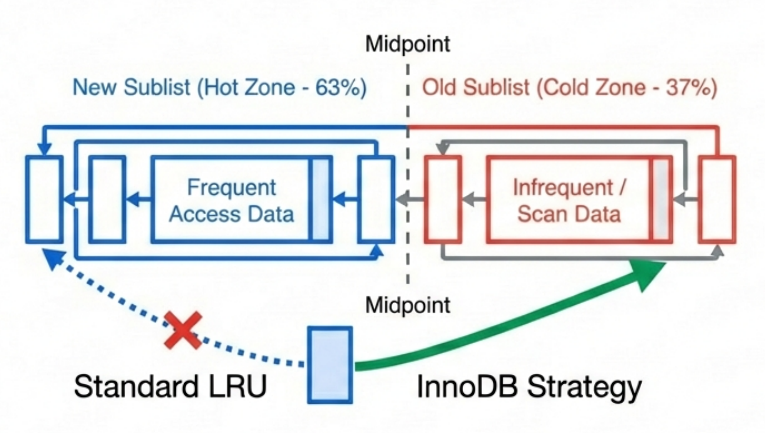 Midpoint
New Sublist (Hot Zone - 63%)
Old Sublist (Cold Zone - 37%)
Frequent
Access Data
Infrequent /
Scan Data
Midpoint
Standard LRU
InnoDB Strategy